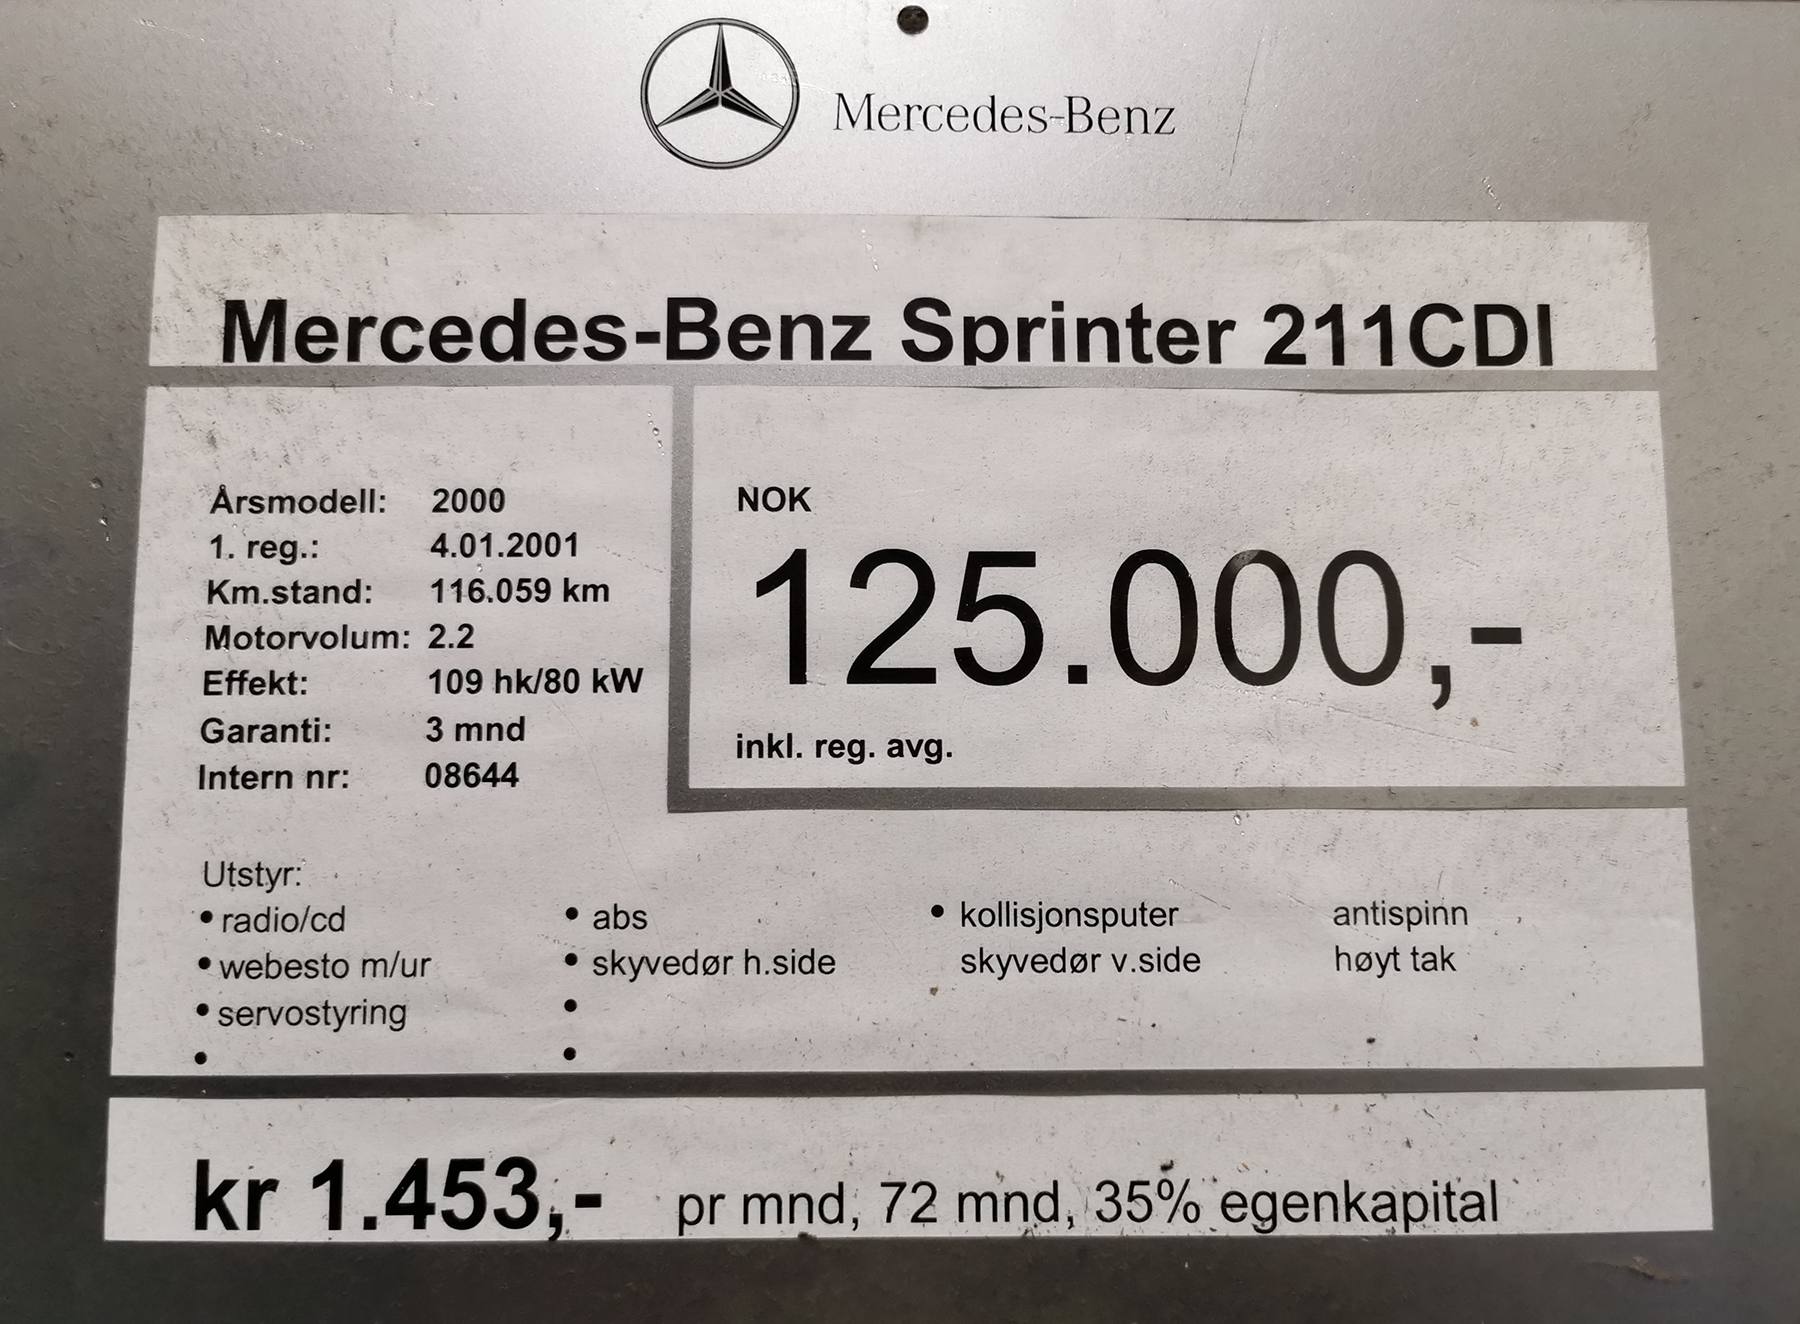 Mercedes-Benz
Mercedes-Benz Sprinter 211CDI
Årsmodell: 2000
1. reg.: 4.01.2001
Km.stand: 116.059 km
Motorvolum: 2.2
Effekt: 109 hk/80 kW
Garanti: 3 mnd
Intern nr: 08644
NOK
125.000,-
inkl. reg. avg.
Utstyr:
• radio/cd • abs • kollisjonsputer antispinn
• webesto m/ur • skyvedør h.side skyvedør v.side høyt tak
• servostyring •
• •
kr 1.453,- pr mnd, 72 mnd, 35% egenkapital